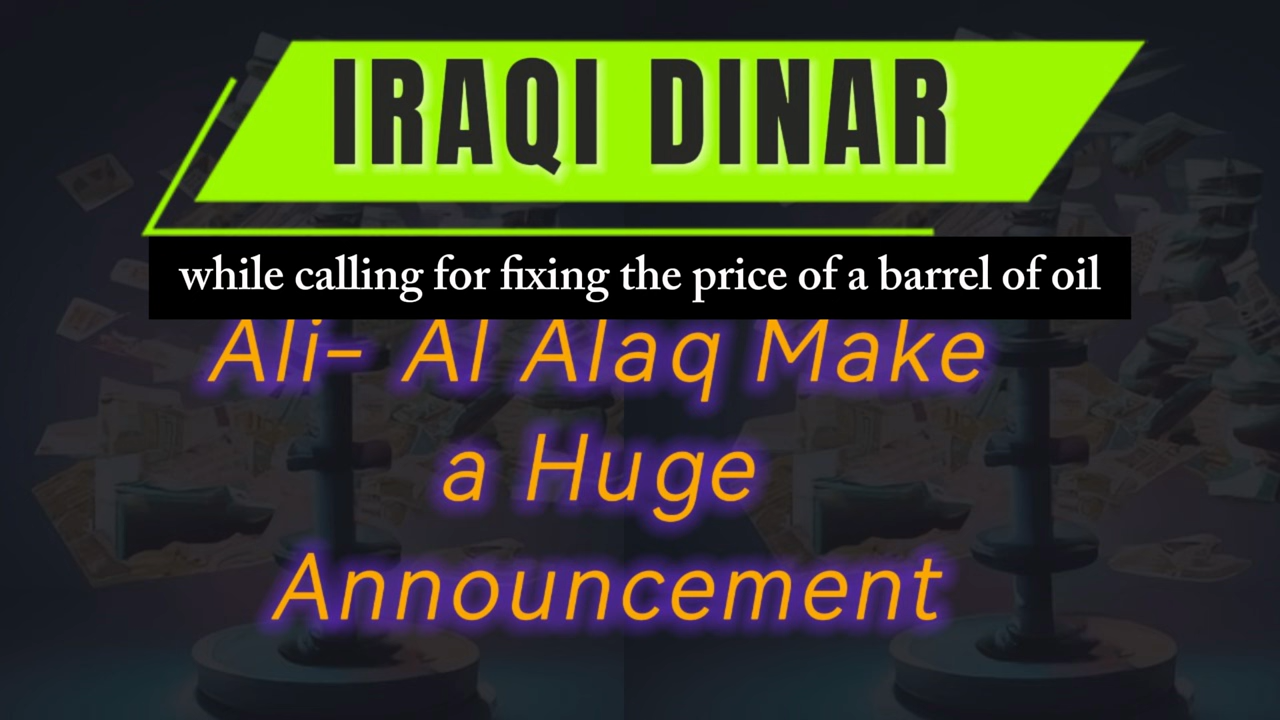 IRAQI DINAR
while calling for fixing the price of a barrel of oil
Ali- Al Alaq Make
a Huge
Announcement